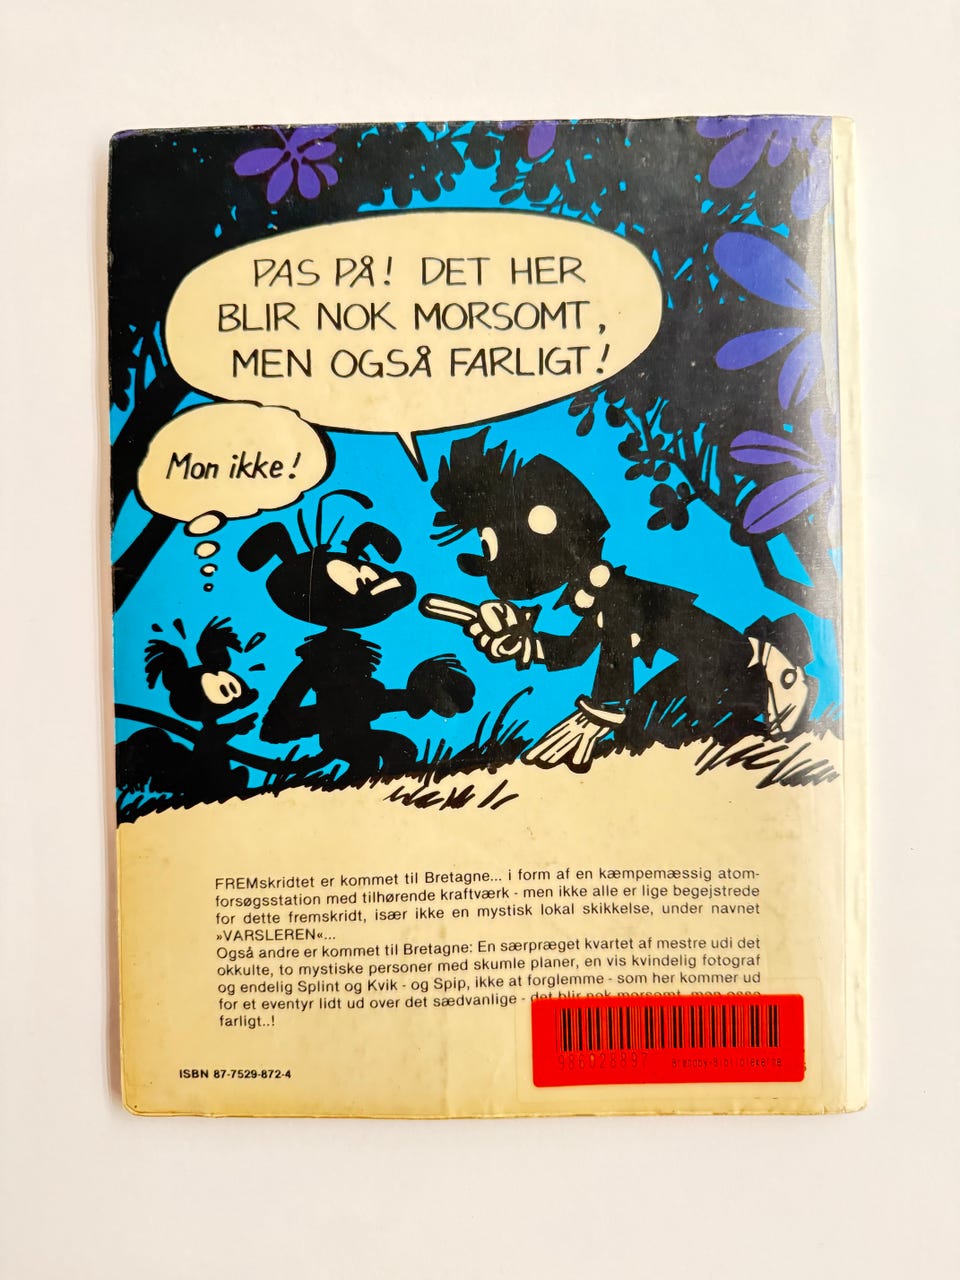 PAS PÅ! DET HER
BLIR NOK MORSOMT,
MEN OGSÅ FARLIGT!
Mon ikke!
FREMskridtet er kommet til Bretagne... i form af en kæmpemæssig atom-
forsøgsstation med tilhørende kraftværk - men ikke alle er lige begejstrede
for dette fremskridt, især ikke en mystisk lokal skikkelse, under navnet
»VARSLEREN«...
Også andre er kommet til Bretagne: En særpræget kvartet af mestre udi det
okkulte, to mystiske personer med skumle planer, en vis kvindelig fotograf
og endelig Splint og Kvik - og Spip, ikke at forglemme - som her kommer ud
for et eventyr lidt ud over det sædvanlige - det blir nok morsomt, men osse
farligt..!
ISBN 87-7529-872-4
986028897 Brøndby-Bibliotekerne